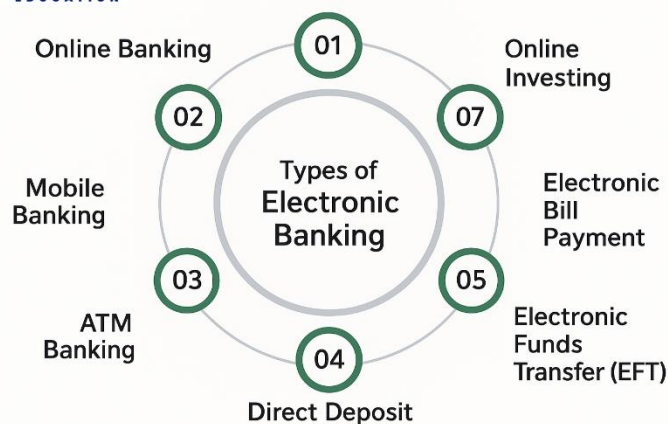 01
Online Banking
02
Mobile
Banking
03
ATM
Banking
04
Direct Deposit
05
Electronic
Funds
Transfer (EFT)
Electronic
Bill
Payment
07
Online
Investing
Types of
Electronic
Banking